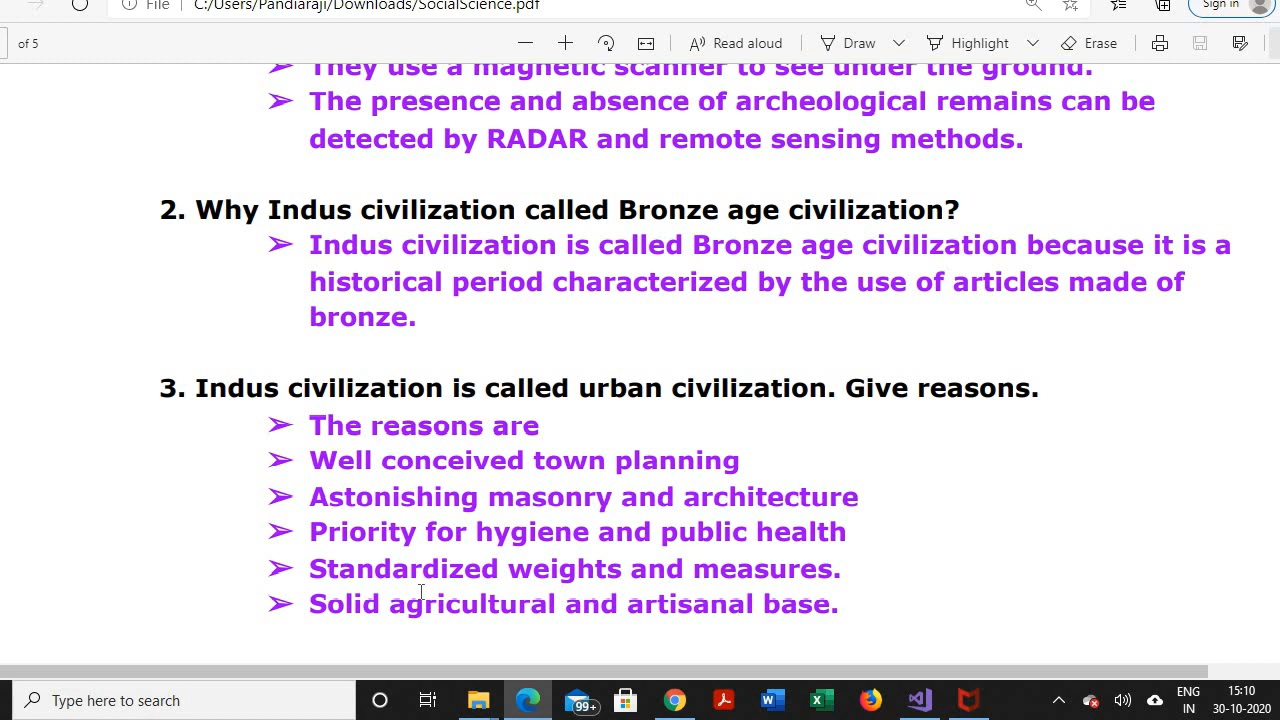 File C:/Users/Pandiaraji/Downloads/SocialScience.pdf Sign in
of 5 Read aloud Draw Highlight Erase
➢ They use a magnetic scanner to see under the ground.
➢ The presence and absence of archeological remains can be
detected by RADAR and remote sensing methods.
2. Why Indus civilization called Bronze age civilization?
➢ Indus civilization is called Bronze age civilization because it is a
historical period characterized by the use of articles made of
bronze.
3. Indus civilization is called urban civilization. Give reasons.
➢ The reasons are
➢ Well conceived town planning
➢ Astonishing masonry and architecture
➢ Priority for hygiene and public health
➢ Standardized weights and measures.
➢ Solid agricultural and artisanal base.
Type here to search 99+ ENG 15:10
IN 30-10-2020